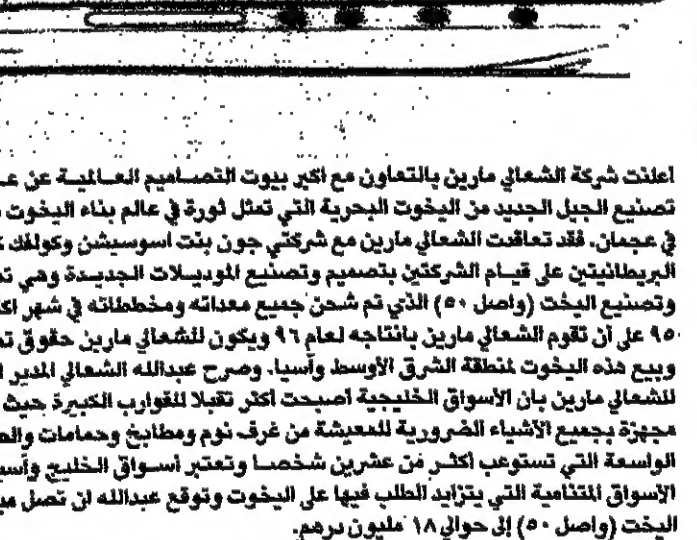 اعلنت شركة الشعالي مارين بالتعاون مع اكبر بيوت التصاميم العالمية عن
تصنيع الجيل الجديد من اليخوت البحرية التي تمثل ثورة في عالم بناء اليخوت
في عجمان. فقد تعاقدت الشعالي مارين مع شركتي جون بنت اسوسيشن وكولفك
البريطانيتين على قيام الشركتين بتصميم وتصنيع الموديلات الجديدة وهي
وتصنيع اليخت (واصل ٥٠) الذي تم شحن جميع معداته ومخططاته في شهر
٩٥ على أن تقوم الشعالي مارين بانتاجه لعام ٩٦ ويكون للشعالي مارين حقوق
وبيع هذه اليخوت لمنطقة الشرق الأوسط وآسيا. وصرح عبدالله الشعالي المدير
للشعالي مارين بان الأسواق الخليجية أصبحت أكثر تقبلا للقوارب الكبيرة حيث
مجهزة بجميع الأشياء الضرورية للمعيشة من غرف نوم ومطابخ وحمامات
الواسعة التي تستوعب اكثر من عشرين شخصا وتعتبر اسواق الخليج
الأسواق المتنامية التي يتزايد الطلب فيها على اليخوت وتوقع عبدالله ان تصل
اليخت (واصل ٥٠) إلى حوالي ١٨ مليون درهم.